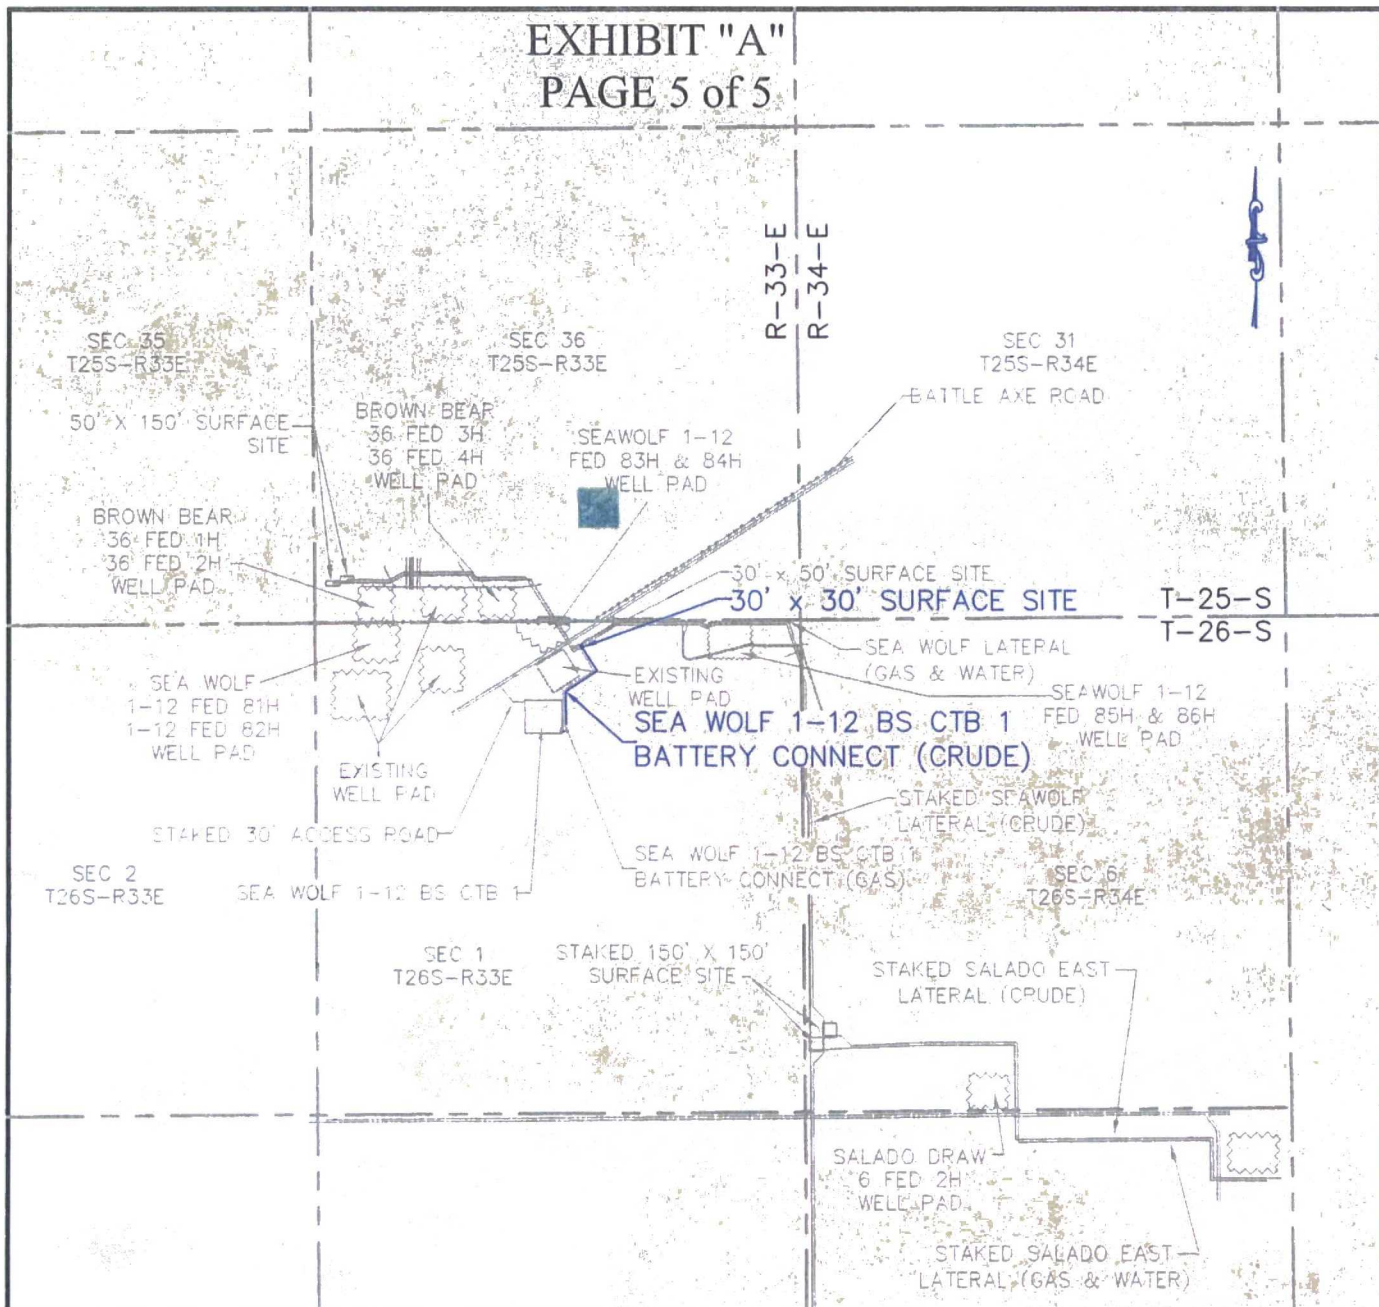 EXHIBIT "A"
PAGE 5 of 5
R-33-E
R-34-E
SEC 35
T25S-R33E
SEC 36
T25S-R33E
SEC 31
T25S-R34E
BATTLE AXE ROAD
50' X 150' SURFACE
SITE
BROWN BEAR
36 FED 3H
36 FED 4H
WELL PAD
SEAWOLF 1-12
FED 83H & 84H
WELL PAD
BROWN BEAR
36 FED 1H
36 FED 2H
WELL PAD
30' x 50' SURFACE SITE
30' x 30' SURFACE SITE
T-25-S
T-26-S
SEA WOLF LATERAL
(GAS & WATER)
EXISTING
WELL PAD
SEA WOLF
1-12 FED 81H
1-12 FED 82H
WELL PAD
SEAWOLF 1-12
FED 85H & 86H
WELL PAD
SEA WOLF 1-12 BS CTB 1
BATTERY CONNECT (CRUDE)
EXISTING
WELL PAD
STAKED SEAWOLF
LATERAL (CRUDE)
STAKED 30' ACCESS ROAD
SEA WOLF 1-12 BS CTB 1
BATTERY CONNECT (GAS)
SEC 2
T26S-R33E
SEA WOLF 1-12 BS CTB 1
SEC 6
T26S-R34E
SEC 1
T26S-R33E
STAKED 150' X 150'
SURFACE SITE
STAKED SALADO EAST
LATERAL (CRUDE)
SALADO DRAW
6 FED 2H
WELL PAD
STAKED SALADO EAST
LATERAL (GAS & WATER)